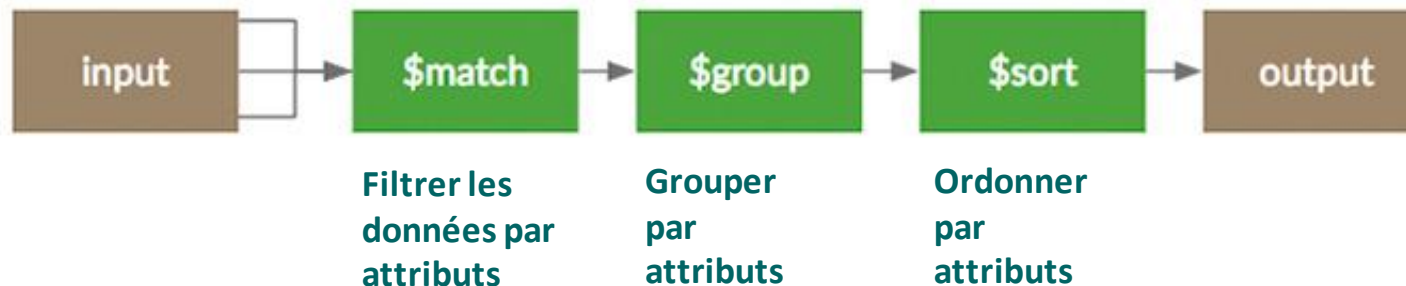 input
$match
$group
$sort
output
Filtrer les
données par
attributs
Grouper
par
attributs
Ordonner
par
attributs